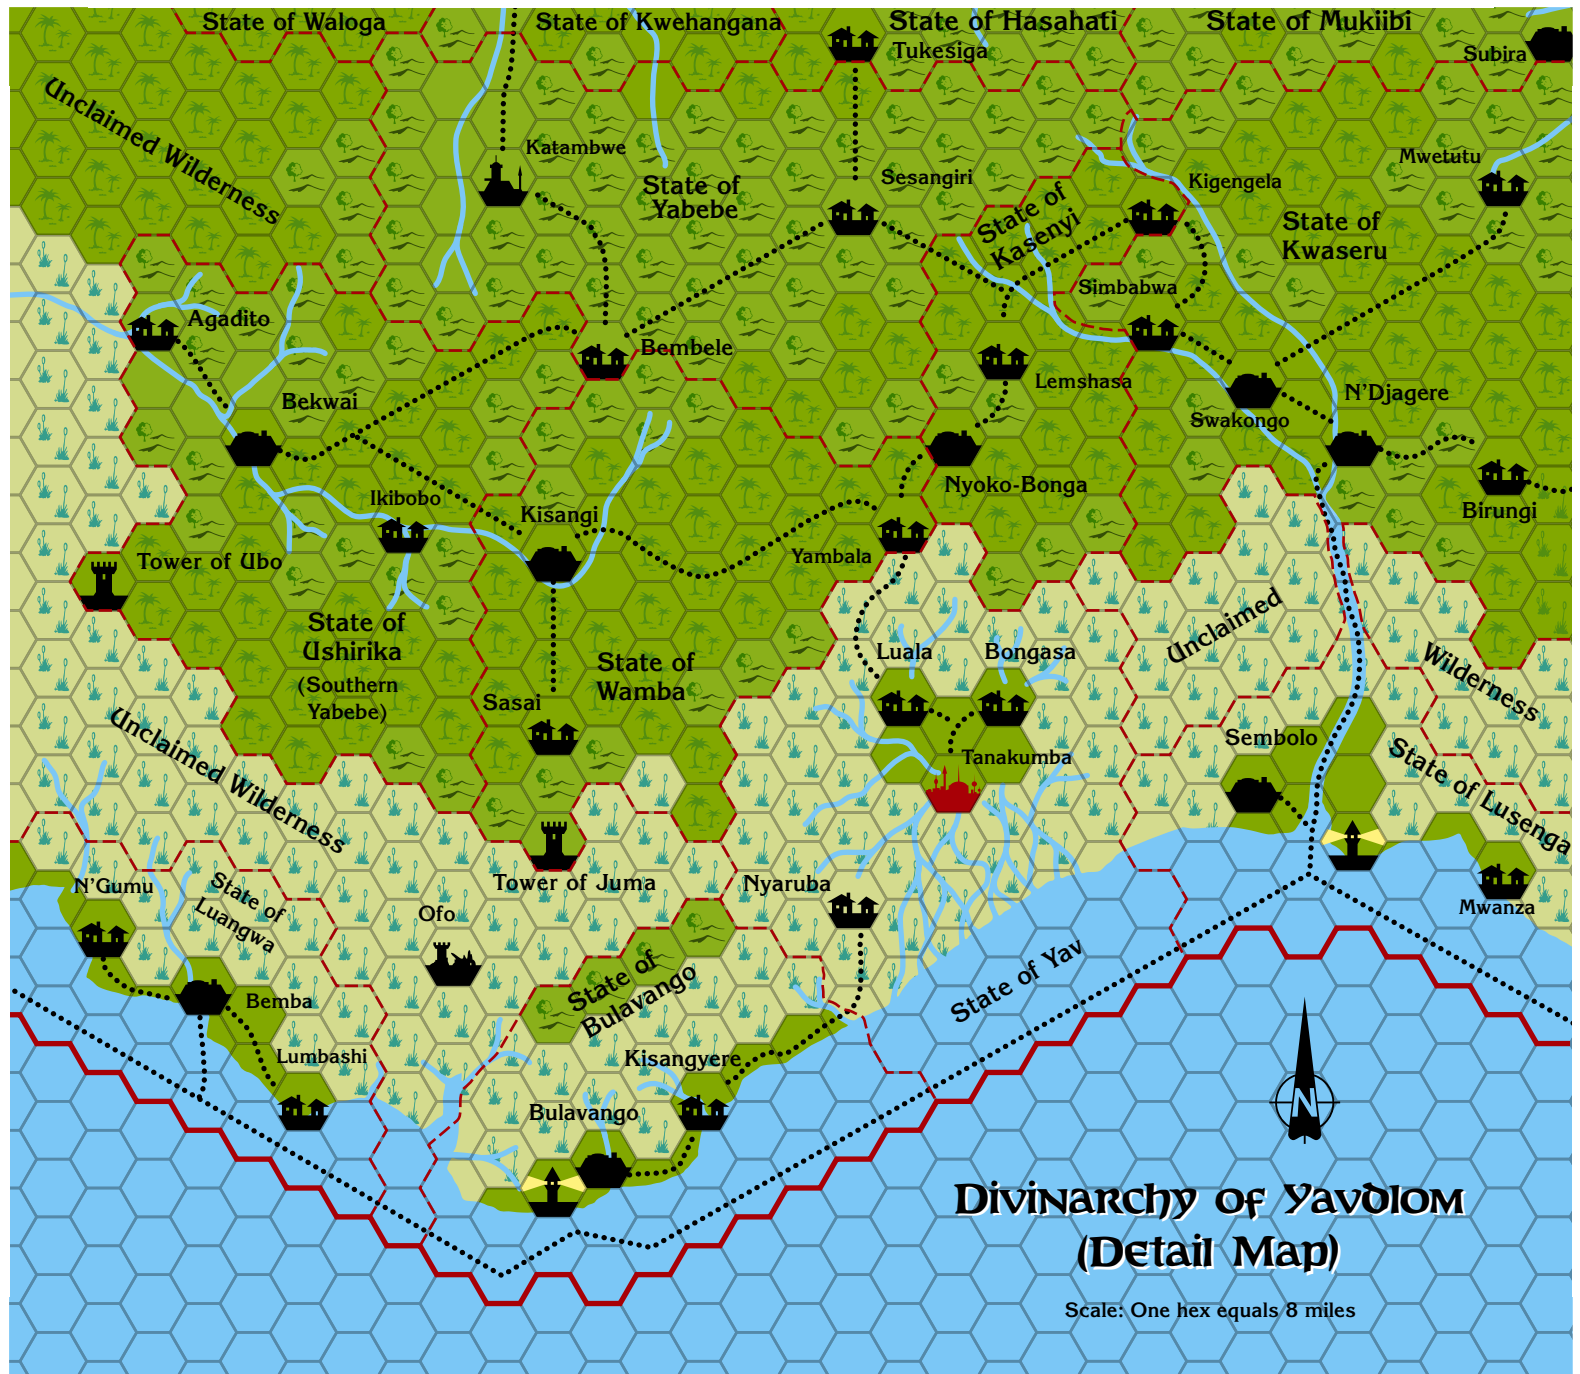 State of Waloga
State of Kwehangana
State of Hasahati
State of Mukiibi
Tukesiga
Subira
Unclaimed Wilderness
Katambwe
Mwetutu
State of
Yabebe
Sesangiri
Kigengela
State of
Kasenyi
State of
Kwaseru
Simbabwa
Agadito
Bembele
Lemshasa
N'Djagere
Bekwai
Swakongo
Nyoko-Bonga
Ikibobo
Kisangi
Birungi
Tower of Ubo
Yambala
State of
Ushirika
(Southern
Yabebe)
State of
Wamba
Sasai
Luala
Bongasa
Unclaimed
Wilderness
Unclaimed Wilderness
Tanakumba
Sembolo
State of Lusenga
N'Gumu
State of
Luangwa
Tower of Juma
Nyaruba
Ofo
Mwanza
State of
Bulavango
State of Yav
Bemba
Lumbashi
Kisangyere
Bulavango
N
Divinarchy of Yavdlom
(Detail Map)
Scale: One hex equals 8 miles